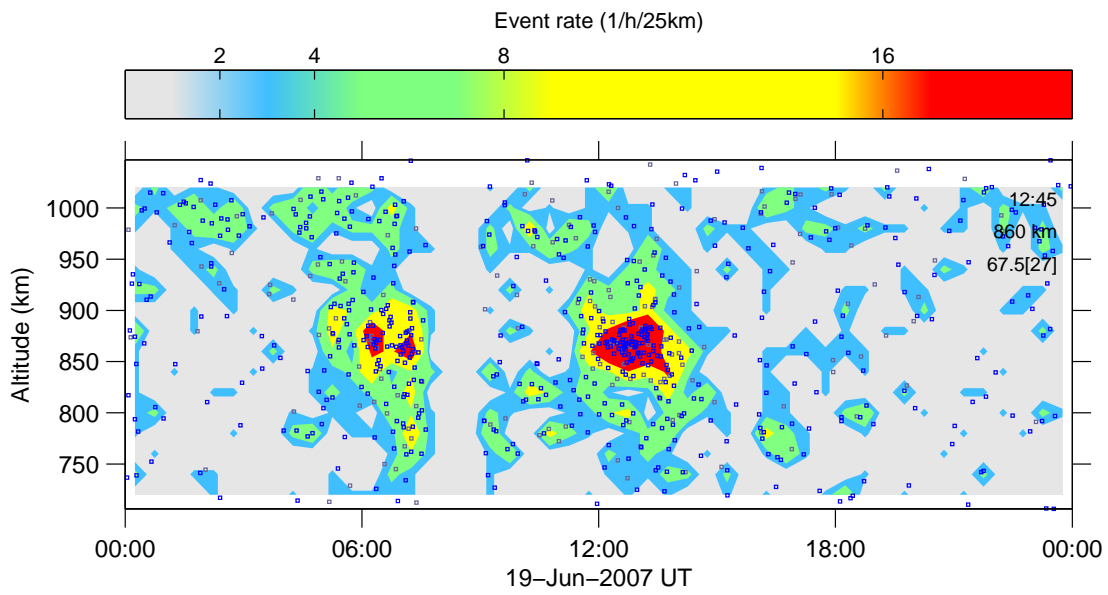 Event rate (1/h/25km)
2 4 8 16
1000
950
900
850
800
750
Altitude (km)
12:45
860 km
67.5[27]
00:00 06:00 12:00 18:00 00:00
19−Jun−2007 UT